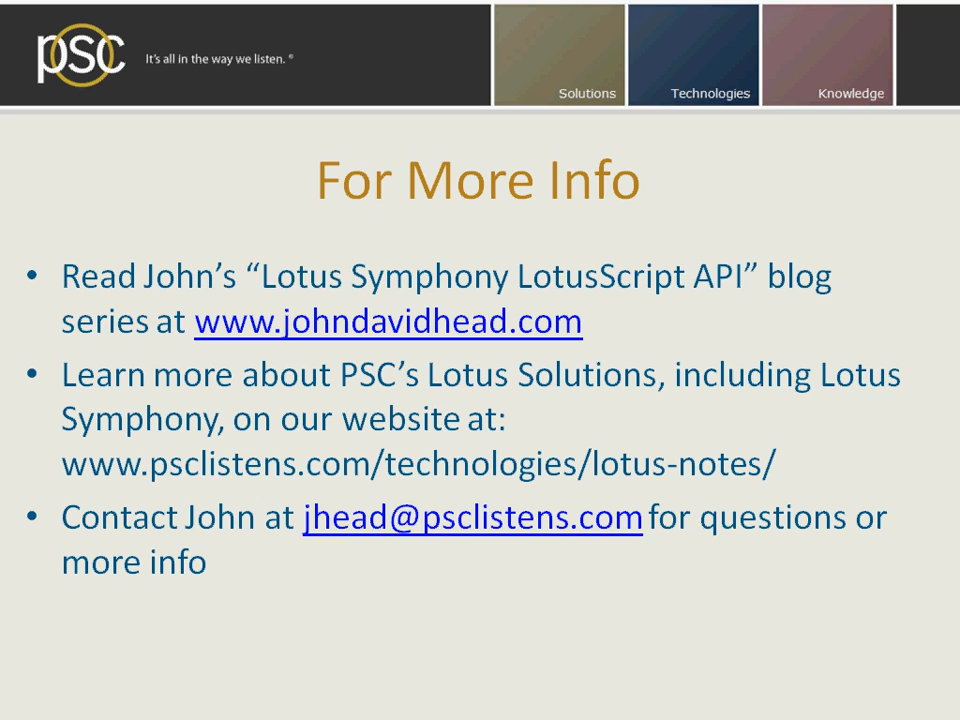 psc
It's all in the way we listen. ®
Solutions
Technologies
Knowledge
For More Info
• Read John’s “Lotus Symphony LotusScript API” blog
series at www.johndavidhead.com
• Learn more about PSC’s Lotus Solutions, including Lotus
Symphony, on our website at:
www.psclistens.com/technologies/lotus-notes/
• Contact John at jhead@psclistens.com for questions or
more info